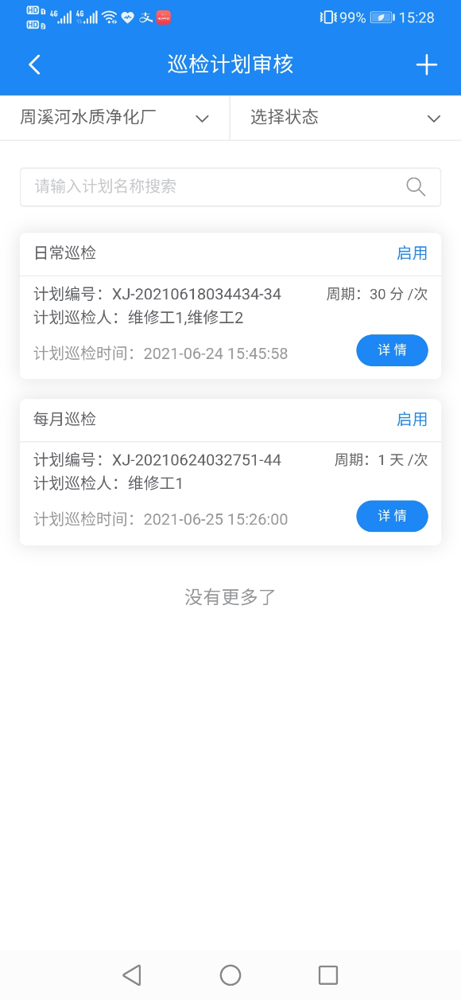 HD 1 4G 4G 99% 15:28
HD 2
巡检计划审核
周溪河水质净化厂 选择状态
请输入计划名称搜索
日常巡检 启用
计划编号：XJ-20210618034434-34 周期：30 分 /次
计划巡检人：维修工1,维修工2
计划巡检时间：2021-06-24 15:45:58 详 情
每月巡检 启用
计划编号：XJ-20210624032751-44 周期：1 天 /次
计划巡检人：维修工1
计划巡检时间：2021-06-25 15:26:00 详 情
没有更多了